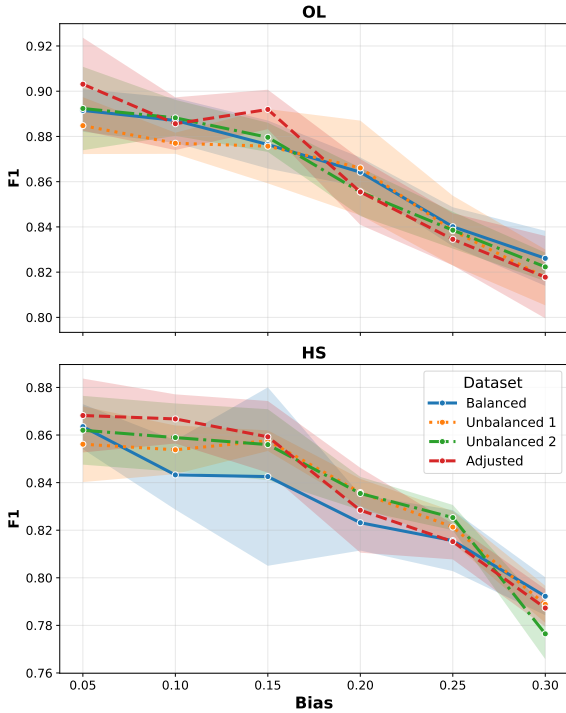 OL
0.92
0.90
0.88
0.86
0.84
0.82
0.80
F1
HS
0.88
0.86
0.84
0.82
0.80
0.78
0.76
F1
Dataset
Balanced
Unbalanced 1
Unbalanced 2
Adjusted
0.05 0.10 0.15 0.20 0.25 0.30
Bias